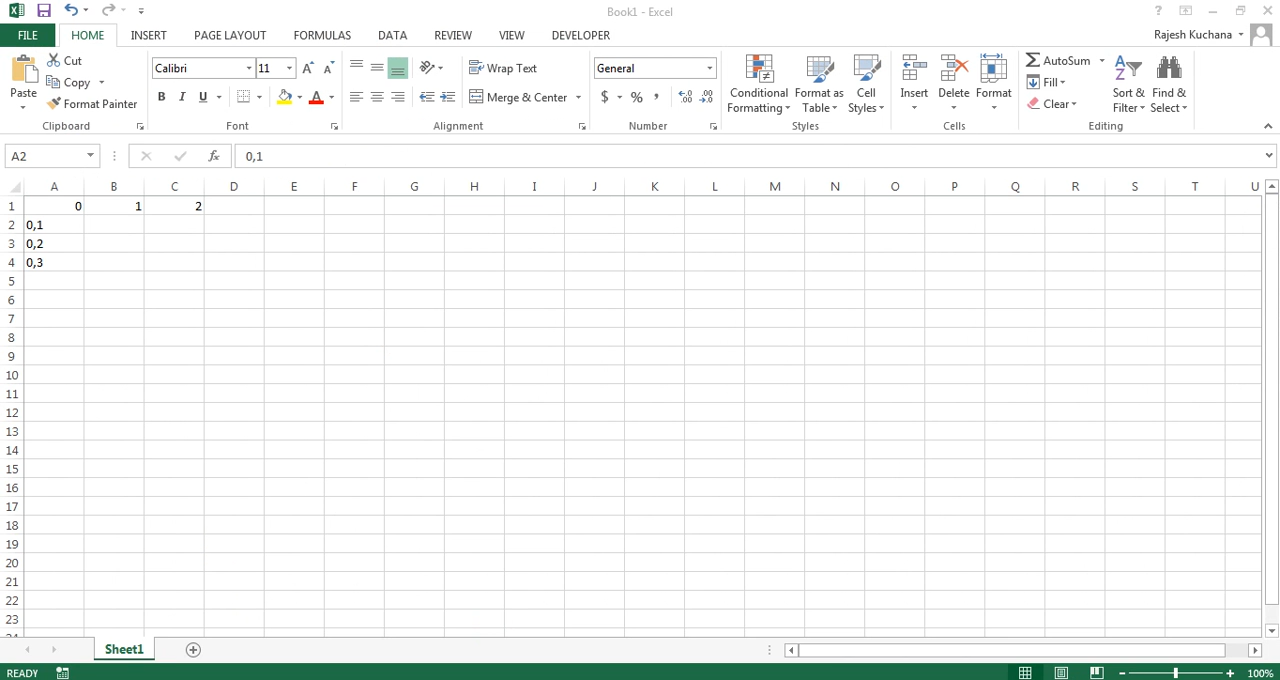 Book1 - Excel
?
FILE HOME INSERT PAGE LAYOUT FORMULAS DATA REVIEW VIEW DEVELOPER Rajesh Kuchana
Paste
Cut
Copy
Format Painter
Clipboard
Calibri 11
B I U A
Font
Wrap Text
Merge & Center
Alignment
General
$ % ,
Number
Conditional Formatting
Format as Table
Cell Styles
Styles
Insert
Delete
Format
Cells
AutoSum
Fill
Clear
Sort & Filter
Find & Select
Editing
A2 fx 0,1
A B C D E F G H I J K L M N O P Q R S T U
1 0 1 2
2 0,1
3 0,2
4 0,3
5
6
7
8
9
10
11
12
13
14
15
16
17
18
19
20
21
22
23
24
Sheet1
READY 100%